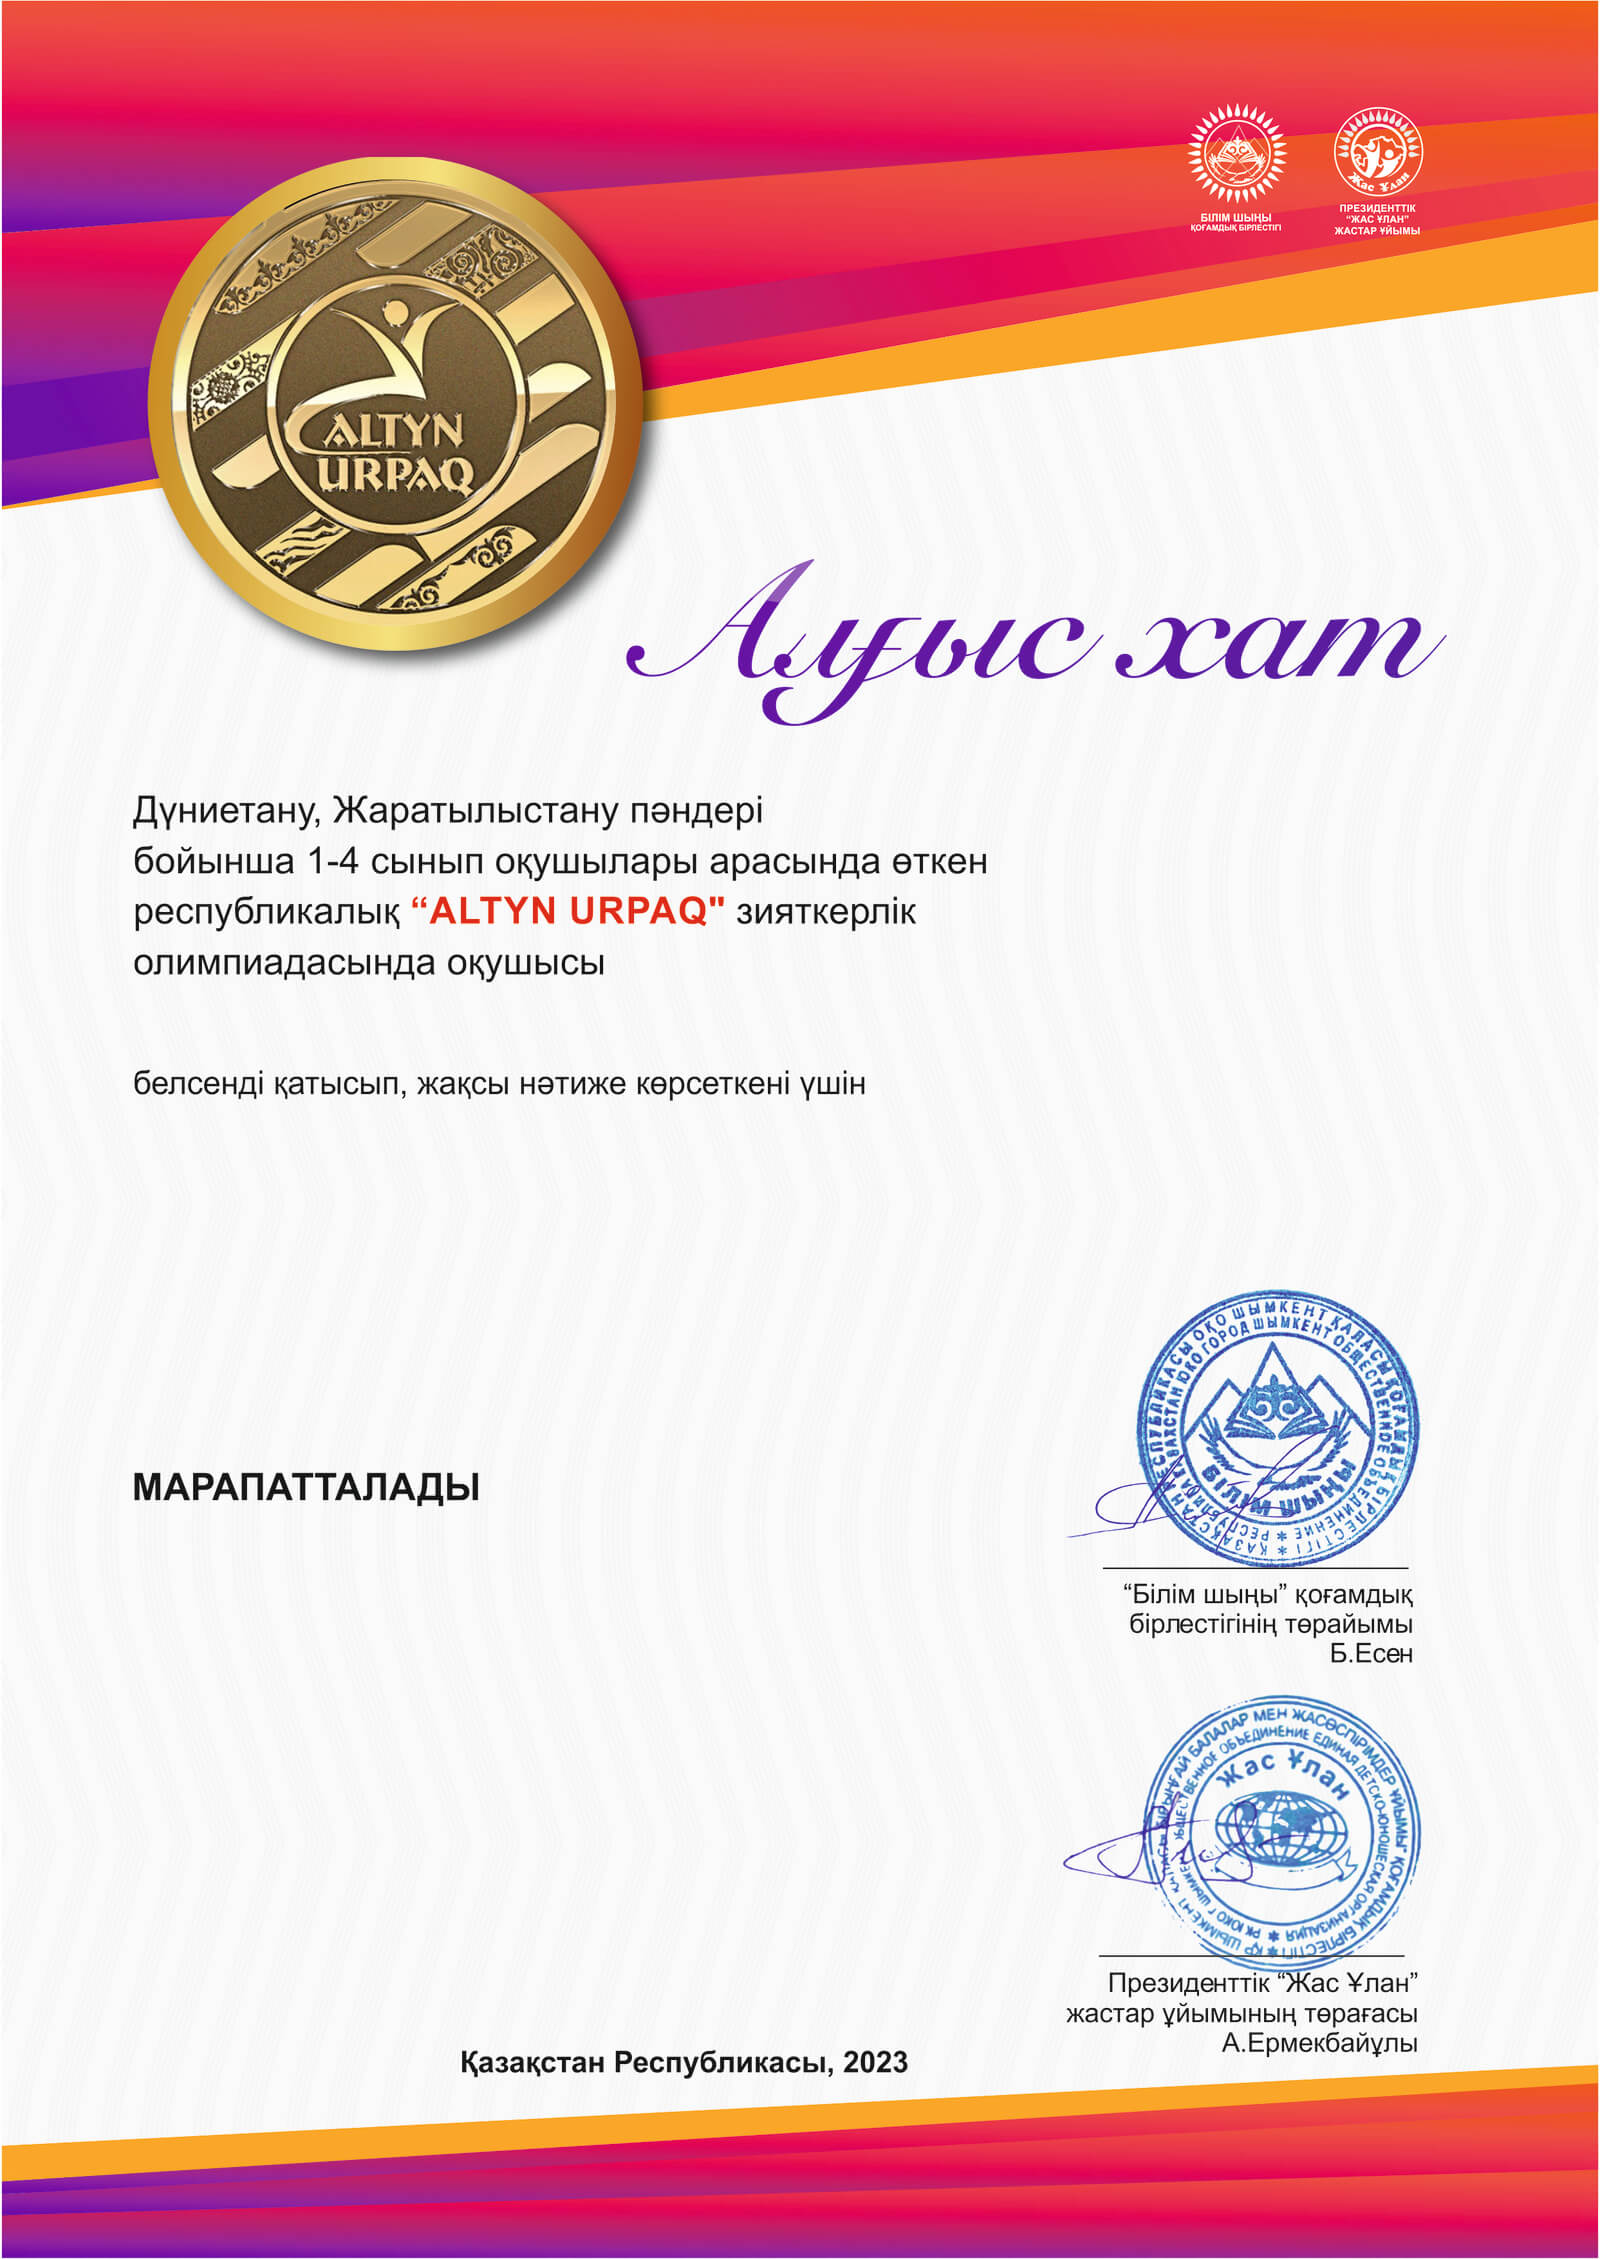 БІЛІМ ШЫҢЫ
ҚОҒАМДЫҚ БІРЛЕСТІГІ
Жас Ұлан
ПРЕЗИДЕНТТІК
“ЖАС ҰЛАН”
ЖАСТАР ҰЙЫМЫ
ALTYN
URPAQ
Алғыс хат
Дүниетану, Жаратылыстану пәндері
бойынша 1-4 сынып оқушылары арасында өткен
республикалық “ALTYN URPAQ" зияткерлік
олимпиадасында оқушысы
белсенді қатысып, жақсы нәтиже көрсеткені үшін
МАРАПАТТАЛАДЫ
ҚАЗАҚСТАН РЕСПУБЛИКАСЫ ОҚО ШЫМКЕНТ ҚАЛАСЫ ҚОҒАМДЫҚ БІРЛЕСТІГІ
РЕСПУБЛИКА КАЗАХСТАН ЮКО ГОРОД ШЫМКЕНТ ОБЩЕСТВЕННОЕ ОБЪЕДИНЕНИЕ
БІЛІМ ШЫҢЫ
“Білім шыңы” қоғамдық
бірлестігінің төрайымы
Б.Есен
ҚР ШЫМКЕНТ ҚАЛАСЫ БІРЫҢҒАЙ БАЛАЛАР МЕН ЖАСӨСПІРІМДЕР ҰЙЫМЫ" ҚОҒАМДЫҚ БІРЛЕСТІГІ
РК ЮКО Г ШЫМКЕНТ ОБЩЕСТВЕННОЕ ОБЪЕДИНЕНИЕ ЕДИНАЯ ДЕТСКО-ЮНОШЕСКАЯ ОРГАНИЗАЦИЯ
Жас Ұлан
Президенттік “Жас Ұлан”
жастар ұйымының төрағасы
А.Ермекбайұлы
Қазақстан Республикасы, 2023